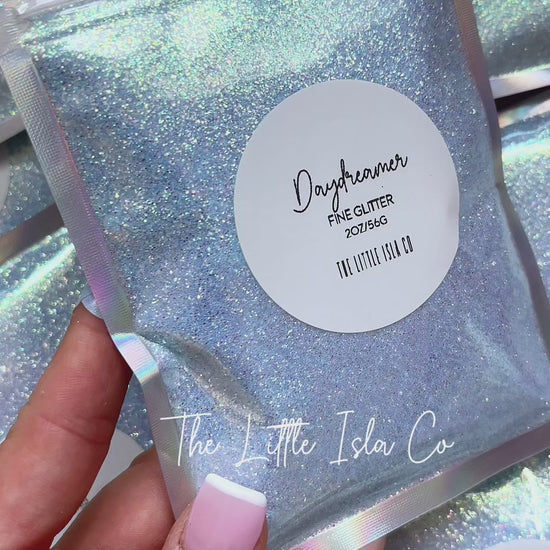 Daydreamer
FINE GLITTER
2OZ/56G
THE LITTLE ISLA CO
The Little Isla Co